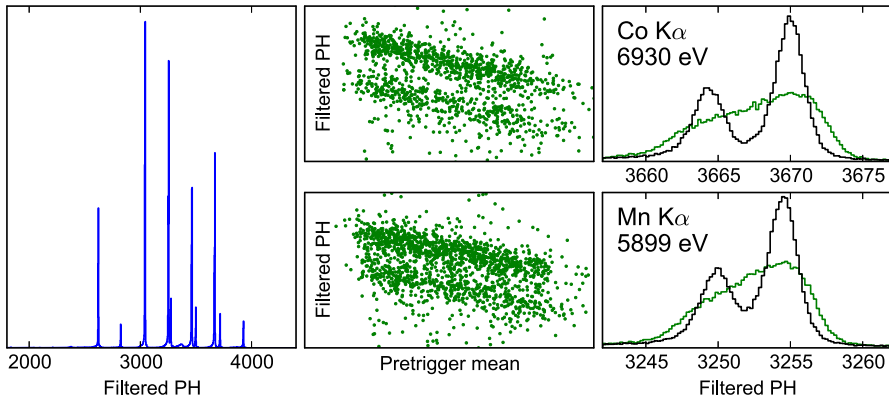 2000 3000 4000
Filtered PH
Filtered PH
Filtered PH
Pretrigger mean
Co Kα
6930 eV
3660 3665 3670 3675
Mn Kα
5899 eV
3245 3250 3255 3260
Filtered PH